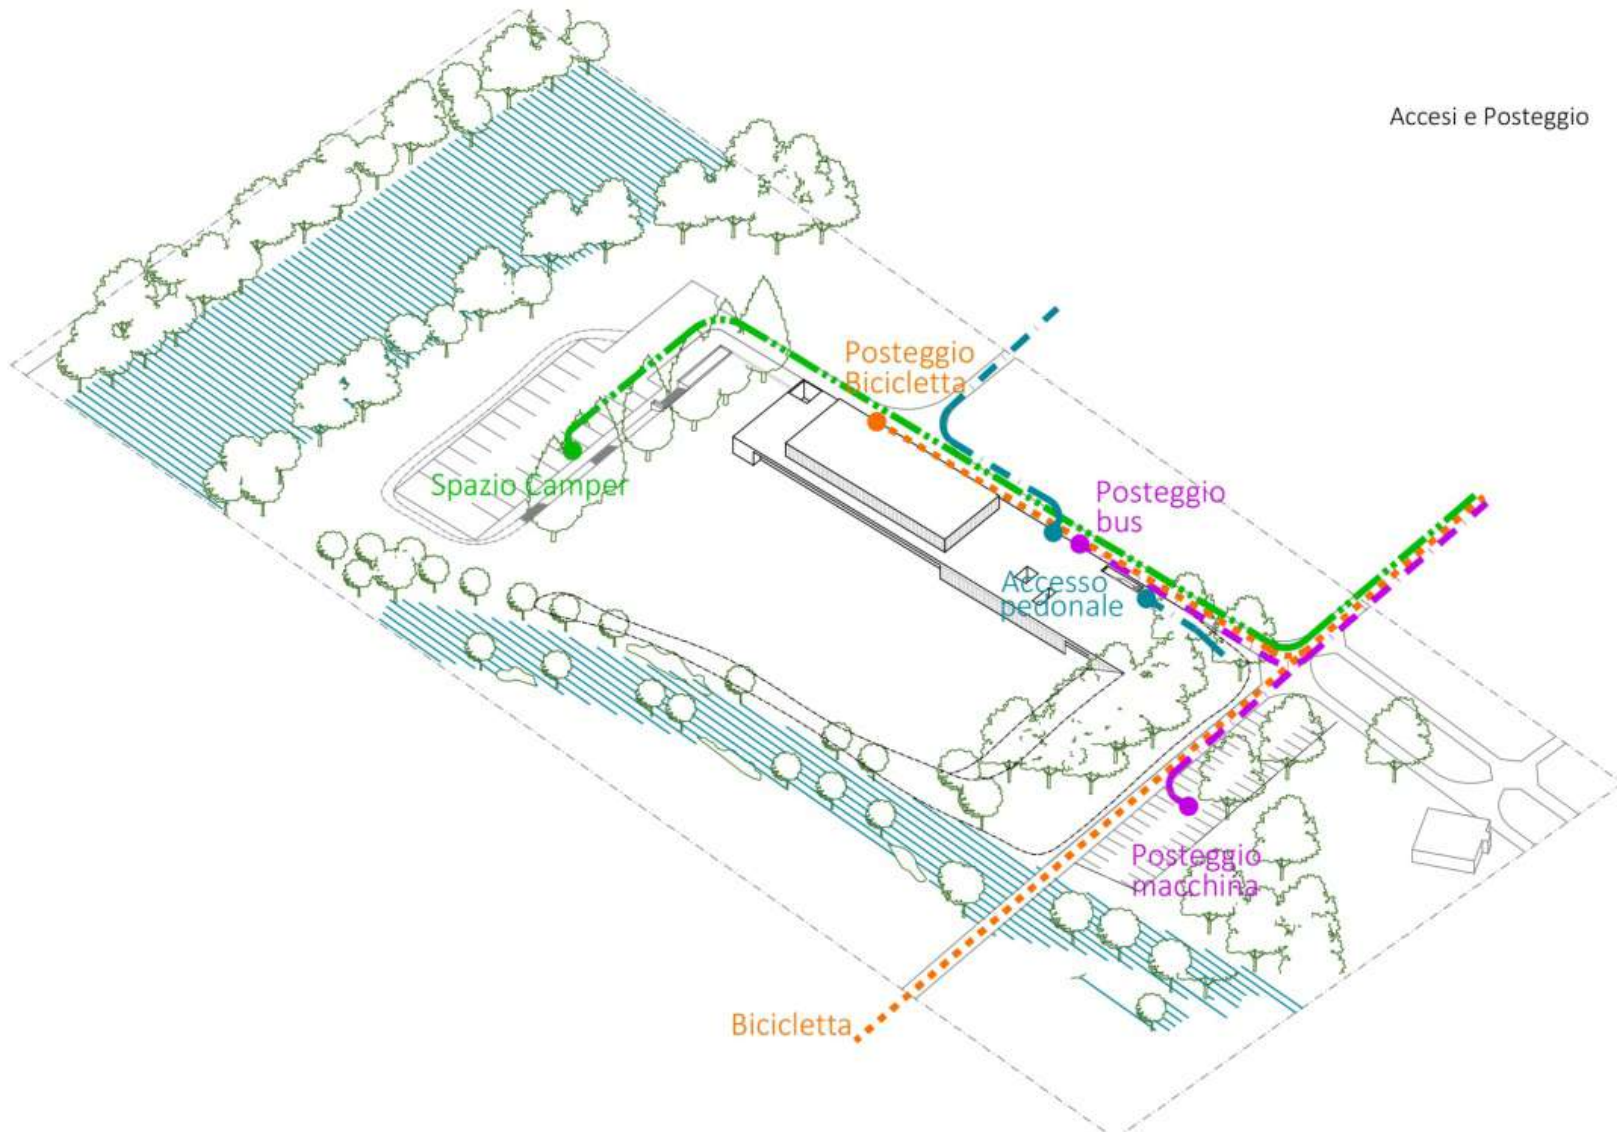 Accesi e Posteggio
Posteggio
Bicicletta
Spazio Camper
Posteggio
bus
Accesso
pedonale
Posteggio
macchina
Bicicletta